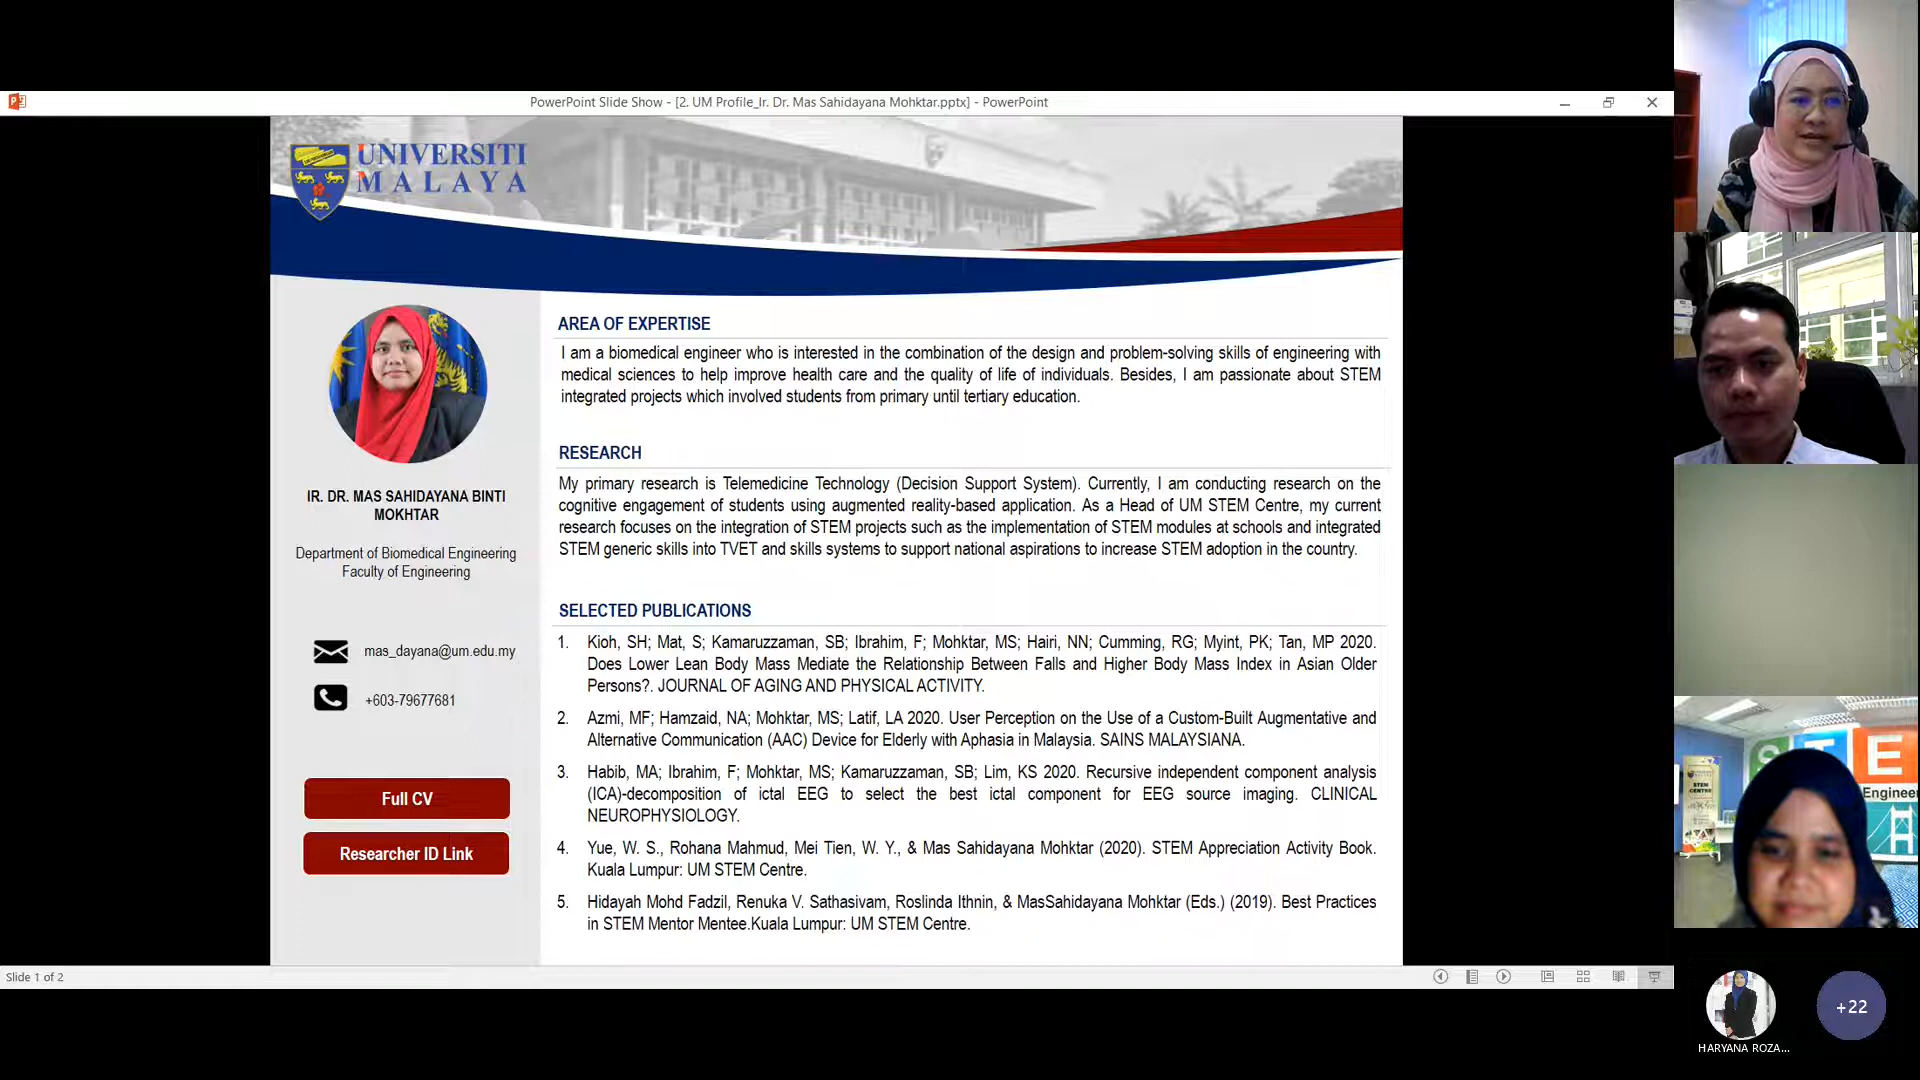 PowerPoint Slide Show - [2. UM Profile_Ir. Dr. Mas Sahidayana Mohktar.pptx] - PowerPoint
UNIVERSITI
MALAYA
IR. DR. MAS SAHIDAYANA BINTI
MOKHTAR
Department of Biomedical Engineering
Faculty of Engineering
mas_dayana@um.edu.my
+603-79677681
Full CV
Researcher ID Link
AREA OF EXPERTISE
I am a biomedical engineer who is interested in the combination of the design and problem-solving skills of engineering with
medical sciences to help improve health care and the quality of life of individuals. Besides, I am passionate about STEM
integrated projects which involved students from primary until tertiary education.
RESEARCH
My primary research is Telemedicine Technology (Decision Support System). Currently, I am conducting research on the
cognitive engagement of students using augmented reality-based application. As a Head of UM STEM Centre, my current
research focuses on the integration of STEM projects such as the implementation of STEM modules at schools and integrated
STEM generic skills into TVET and skills systems to support national aspirations to increase STEM adoption in the country.
SELECTED PUBLICATIONS
1. Kioh, SH; Mat, S; Kamaruzzaman, SB; Ibrahim, F; Mohktar, MS; Hairi, NN; Cumming, RG; Myint, PK; Tan, MP 2020.
Does Lower Lean Body Mass Mediate the Relationship Between Falls and Higher Body Mass Index in Asian Older
Persons?. JOURNAL OF AGING AND PHYSICAL ACTIVITY.
2. Azmi, MF; Hamzaid, NA; Mohktar, MS; Latif, LA 2020. User Perception on the Use of a Custom-Built Augmentative and
Alternative Communication (AAC) Device for Elderly with Aphasia in Malaysia. SAINS MALAYSIANA.
3. Habib, MA; Ibrahim, F; Mohktar, MS; Kamaruzzaman, SB; Lim, KS 2020. Recursive independent component analysis
(ICA)-decomposition of ictal EEG to select the best ictal component for EEG source imaging. CLINICAL
NEUROPHYSIOLOGY.
4. Yue, W. S., Rohana Mahmud, Mei Tien, W. Y., & Mas Sahidayana Mohktar (2020). STEM Appreciation Activity Book.
Kuala Lumpur: UM STEM Centre.
5. Hidayah Mohd Fadzil, Renuka V. Sathasivam, Roslinda Ithnin, & MasSahidayana Mohktar (Eds.) (2019). Best Practices
in STEM Mentor Mentee.Kuala Lumpur: UM STEM Centre.
Slide 1 of 2
S T E
Engineer
STEM
CENTRE
HARYANA ROZA...
+22